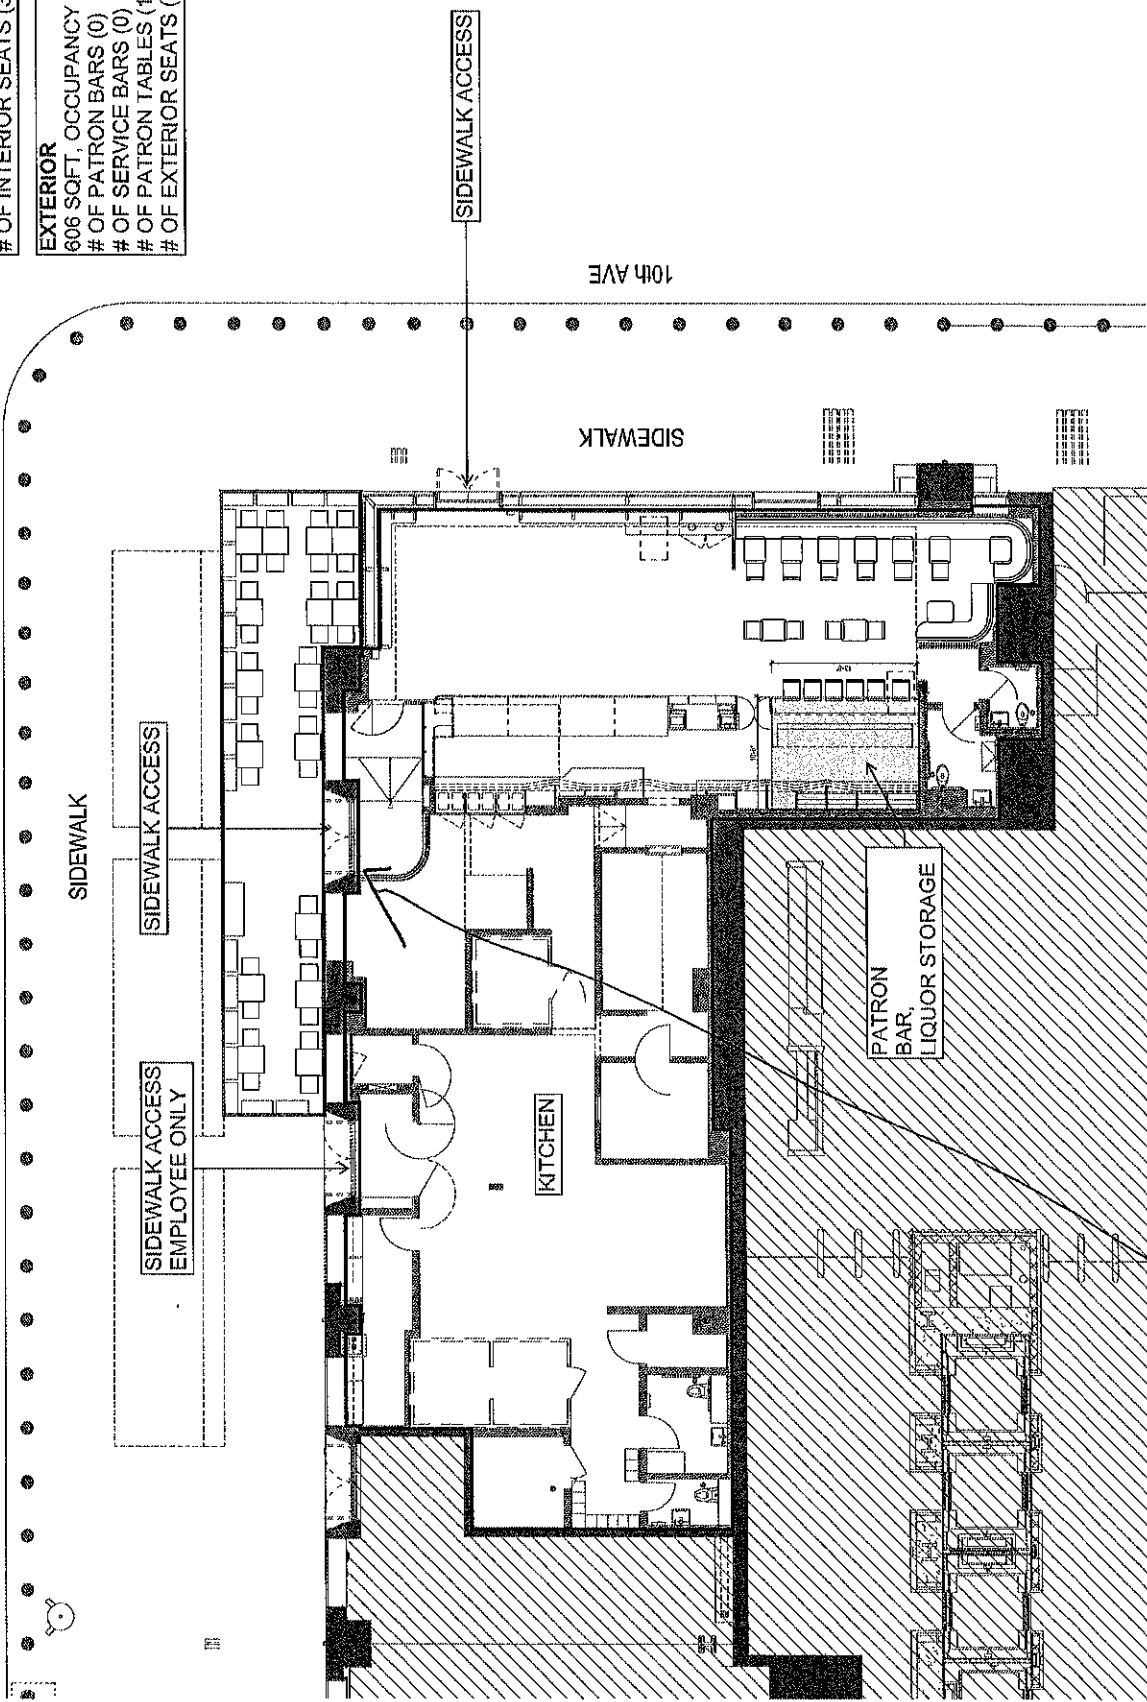 # OF INTERIOR SEATS (3
EXTERIOR
606 SQFT, OCCUPANCY
# OF PATRON BARS (0)
# OF SERVICE BARS (0)
# OF PATRON TABLES (1
# OF EXTERIOR SEATS (
SIDEWALK ACCESS
10th AVE
SIDEWALK
SIDEWALK
SIDEWALK ACCESS
SIDEWALK ACCESS
EMPLOYEE ONLY
KITCHEN
PATRON
BAR,
LIQUOR STORAGE